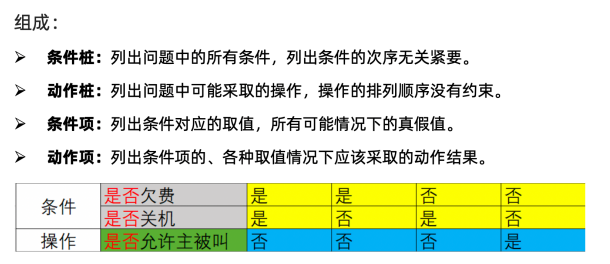 组成：
➢ 条件桩：列出问题中的所有条件，列出条件的次序无关紧要。
➢ 动作桩：列出问题中可能采取的操作，操作的排列顺序没有约束。
➢ 条件项：列出条件对应的取值，所有可能情况下的真假值。
➢ 动作项：列出条件项的、各种取值情况下应该采取的动作结果。
条件 是否欠费 是 是 否 否
是否关机 是 否 是 否
操作 是否允许主被叫 否 否 否 是